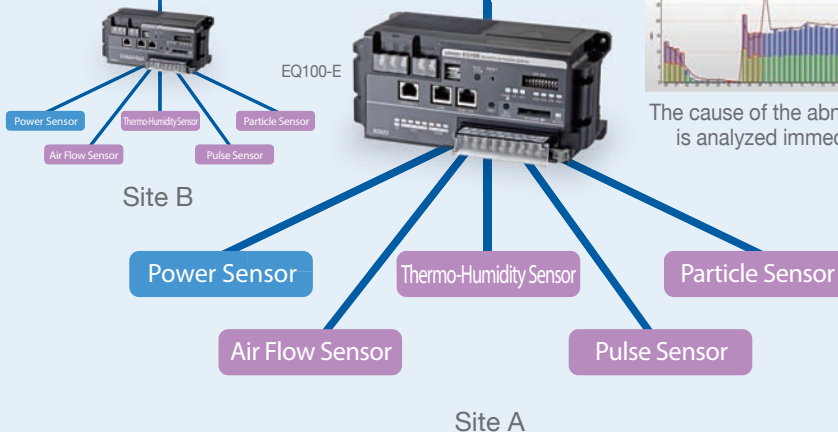 EQ100-E
The cause of the abn
is analyzed immed
Power Sensor
Thermo-Humidity Sensor
Particle Sensor
Air Flow Sensor
Pulse Sensor
Site B
Power Sensor
Thermo-Humidity Sensor
Particle Sensor
Air Flow Sensor
Pulse Sensor
Site A